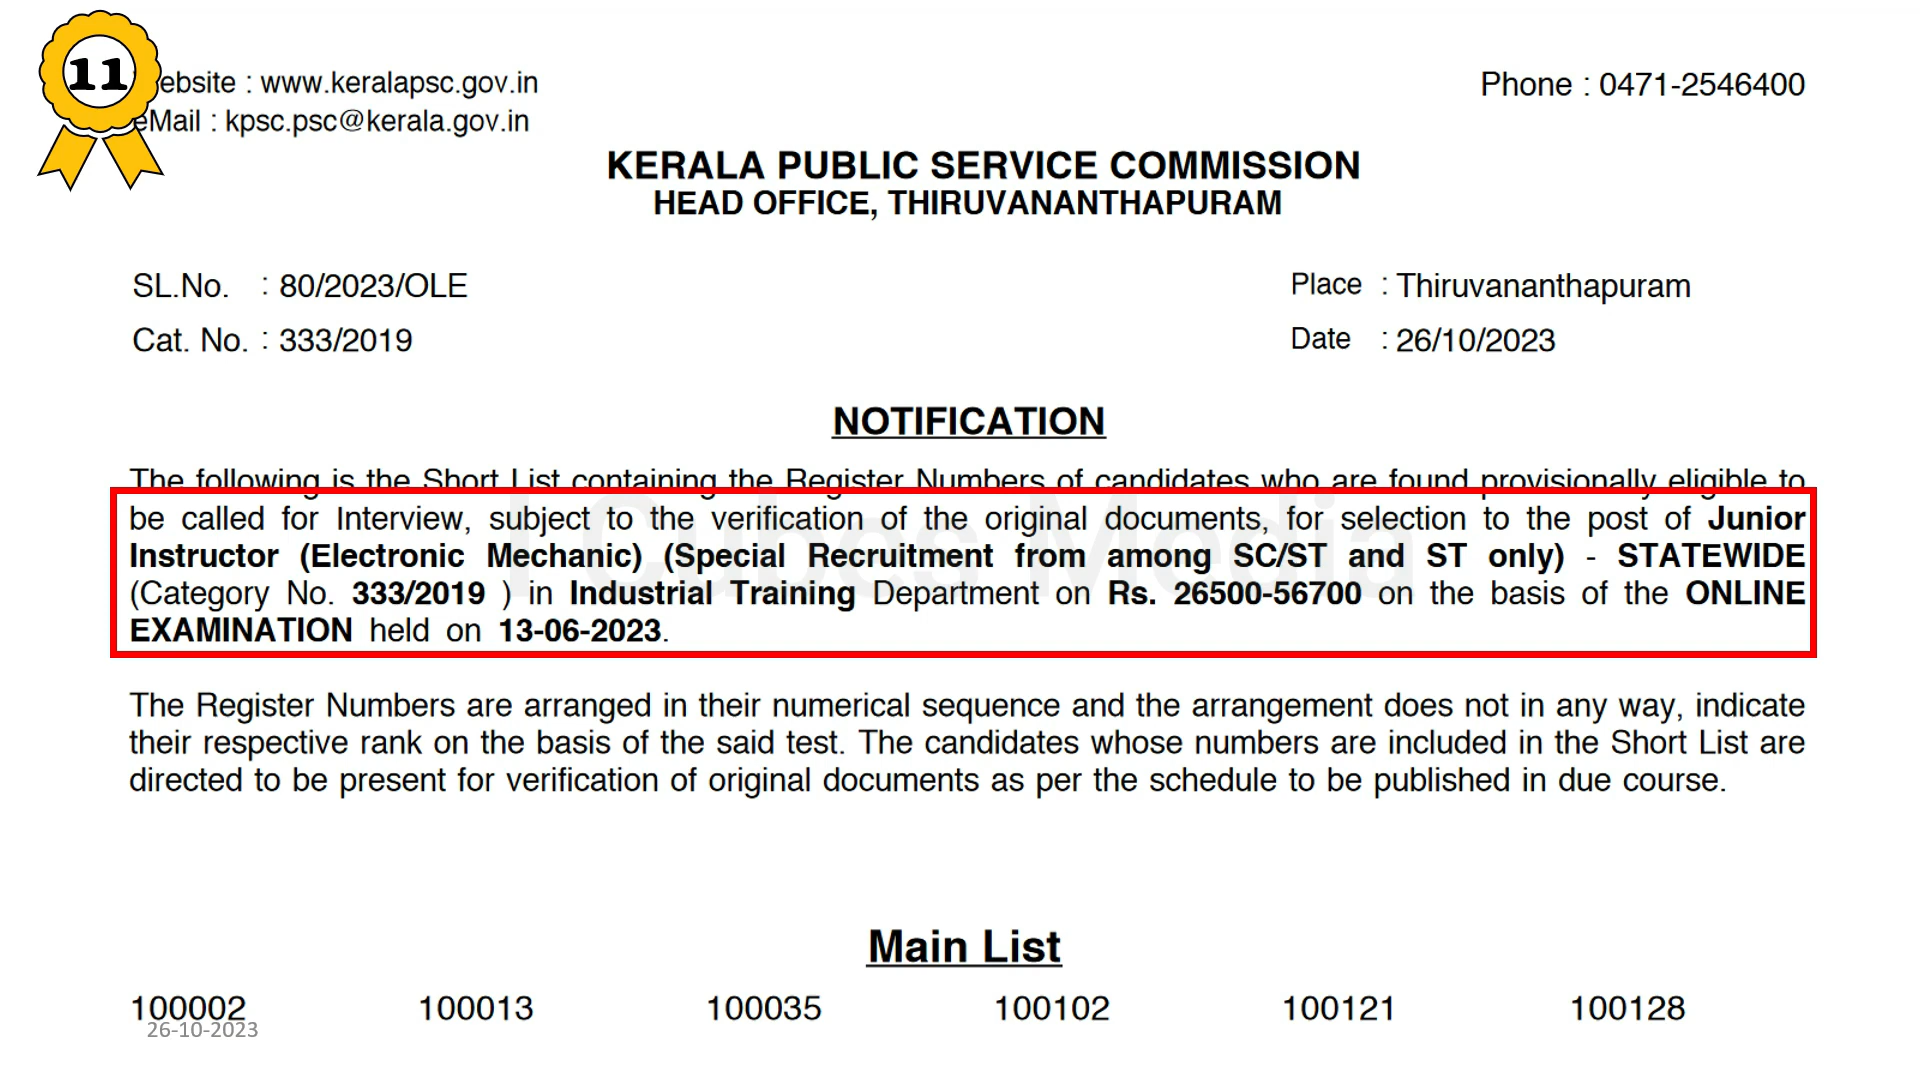 11
ebsite : www.keralapsc.gov.in
Phone : 0471-2546400
eMail : kpsc.psc@kerala.gov.in
KERALA PUBLIC SERVICE COMMISSION
HEAD OFFICE, THIRUVANANTHAPURAM
SL.No. : 80/2023/OLE
Place : Thiruvananthapuram
Cat. No. : 333/2019
Date : 26/10/2023
NOTIFICATION
The following is the Short List containing the Register Numbers of candidates who are found provisionally eligible to
be called for Interview, subject to the verification of the original documents, for selection to the post of Junior
Instructor (Electronic Mechanic) (Special Recruitment from among SC/ST and ST only) - STATEWIDE
(Category No. 333/2019 ) in Industrial Training Department on Rs. 26500-56700 on the basis of the ONLINE
EXAMINATION held on 13-06-2023.
I Cubes Media
The Register Numbers are arranged in their numerical sequence and the arrangement does not in any way, indicate
their respective rank on the basis of the said test. The candidates whose numbers are included in the Short List are
directed to be present for verification of original documents as per the schedule to be published in due course.
Main List
100002 100013 100035 100102 100121 100128
26-10-2023